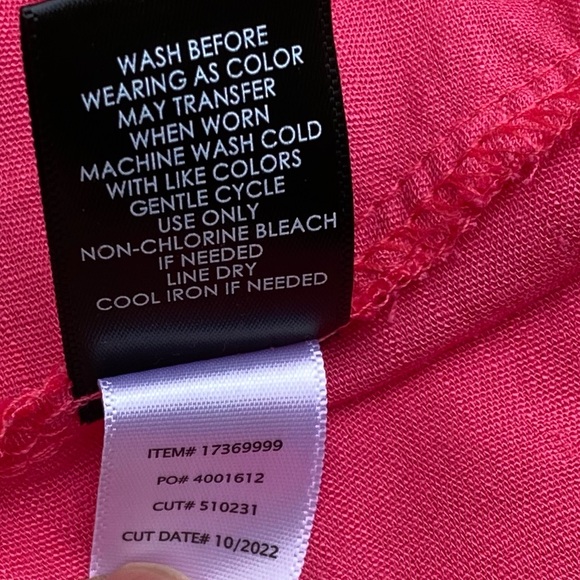 WASH BEFORE
WEARING AS COLOR
MAY TRANSFER
WHEN WORN
MACHINE WASH COLD
WITH LIKE COLORS
GENTLE CYCLE
USE ONLY
NON-CHLORINE BLEACH
IF NEEDED
LINE DRY
COOL IRON IF NEEDED
ITEM# 17369999
PO# 4001612
CUT# 510231
CUT DATE# 10/2022